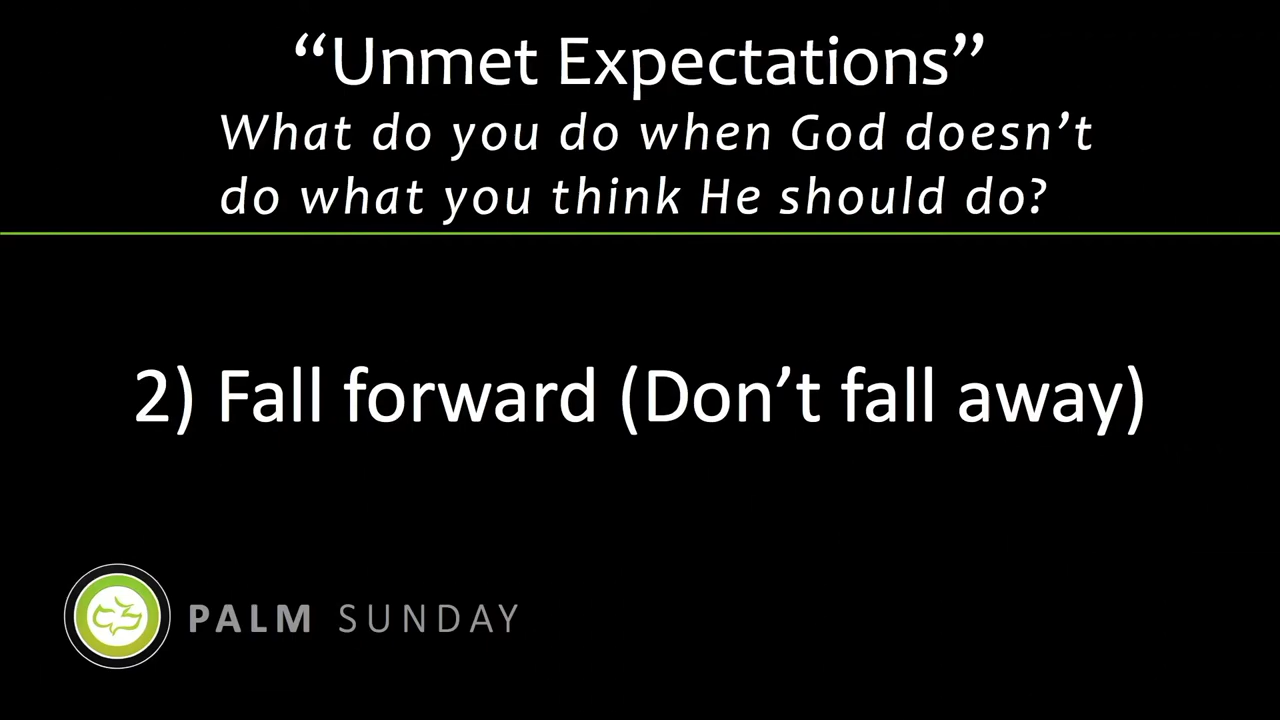 “Unmet Expectations”
What do you do when God doesn’t
do what you think He should do?
2) Fall forward (Don’t fall away)
PALM SUNDAY